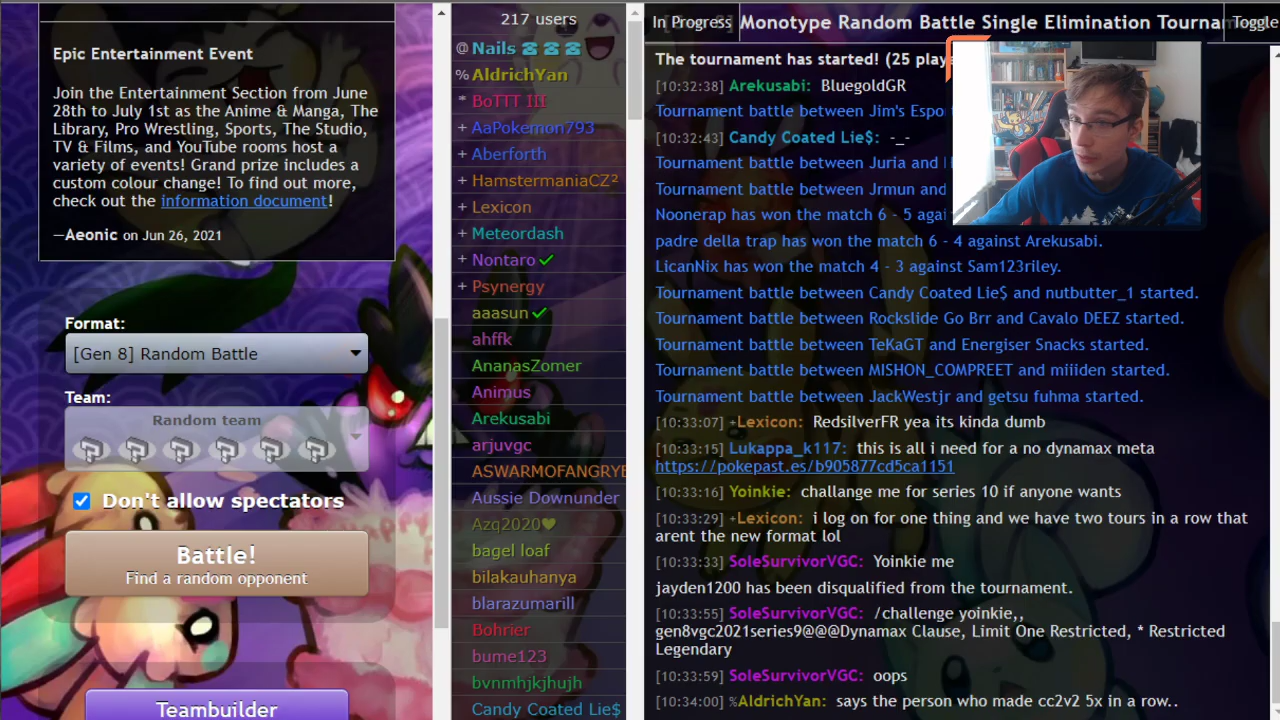 Epic Entertainment Event
Join the Entertainment Section from June
28th to July 1st as the Anime & Manga, The
Library, Pro Wrestling, Sports, The Studio,
TV & Films, and YouTube rooms host a
variety of events! Grand prize includes a
custom colour change! To find out more,
check out the information document!
—Aeonic on Jun 26, 2021
Format:
[Gen 8] Random Battle
Team:
Random team
Don't allow spectators
Battle!
Find a random opponent
Teambuilder
217 users
@ Nails ☎ ☎ ☎
% AldrichYan
* BoTTT III
+ AaPokemon793
+ Aberforth
+ HamstermaniaCZ²
+ Lexicon
+ Meteordash
+ Nontaro ✔
+ Psynergy
aaasun ✔
ahffk
AnanasZomer
Animus
Arekusabi
arjuvgc
ASWARMOFANGRYB
Aussie Downunder
Azq2020♥
bagel loaf
bilakauhanya
blarazumarill
Bohrier
bume123
bvnmhjkjhujh
Candy Coated Lie$
In Progress
Monotype Random Battle Single Elimination Tourna
Toggle
The tournament has started! (25 playe
[10:32:38] Arekusabi: BluegoldGR
Tournament battle between Jim's Espo
[10:32:43] Candy Coated Lie$: -_-
Tournament battle between Juria and
Tournament battle between Jrmun and
Noonerap has won the match 6 - 5 agai
padre della trap has won the match 6 - 4 against Arekusabi.
LicanNix has won the match 4 - 3 against Sam123riley.
Tournament battle between Candy Coated Lie$ and nutbutter_1 started.
Tournament battle between Rockslide Go Brr and Cavalo DEEZ started.
Tournament battle between TeKaGT and Energiser Snacks started.
Tournament battle between MISHON_COMPREET and miiiden started.
Tournament battle between JackWestjr and getsu fuhma started.
[10:33:07] +Lexicon: RedsilverFR yea its kinda dumb
[10:33:15] Lukappa_k117: this is all i need for a no dynamax meta
https://pokepast.es/b905877cd5ca1151
[10:33:16] Yoinkie: challange me for series 10 if anyone wants
[10:33:29] +Lexicon: i log on for one thing and we have two tours in a row that
arent the new format lol
[10:33:33] SoleSurvivorVGC: Yoinkie me
jayden1200 has been disqualified from the tournament.
[10:33:55] SoleSurvivorVGC: /challenge yoinkie,,
gen8vgc2021series9@@@Dynamax Clause, Limit One Restricted, * Restricted
Legendary
[10:33:59] SoleSurvivorVGC: oops
[10:34:00] %AldrichYan: says the person who made cc2v2 5x in a row..